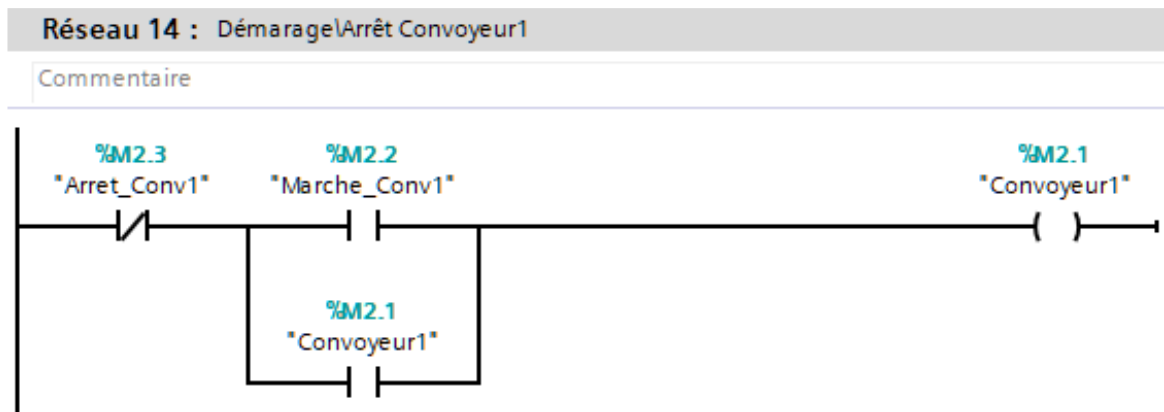 Réseau 14 : Démarage\Arrêt Convoyeur1
Commentaire
%M2.3 %M2.2 %M2.1
"Arret_Conv1" "Marche_Conv1" "Convoyeur1"
%M2.1
"Convoyeur1"